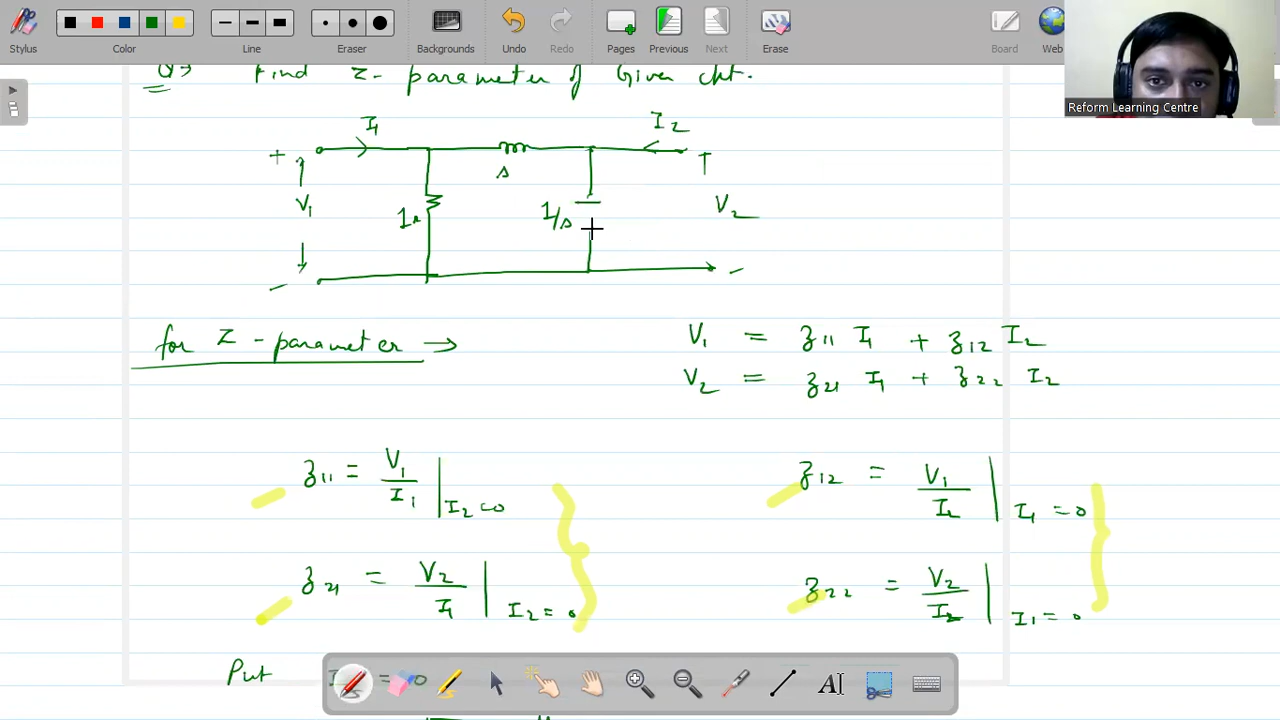 Stylus Color Line Eraser Backgrounds Undo Redo Pages Previous Next Erase Board Web
Reform Learning Centre
Q→ Find Z-parameter of Given ckt.
I1 I2
+ s
V1 1Ω 1/s V2
- -
for Z-parameter →
V1 = z11 I1 + z12 I2
V2 = z21 I1 + z22 I2
z11 = V1/I1 | I2=0
z12 = V1/I2 | I1=0
z21 = V2/I1 | I2=0
z22 = V2/I2 | I1=0
Put I = 0
AI